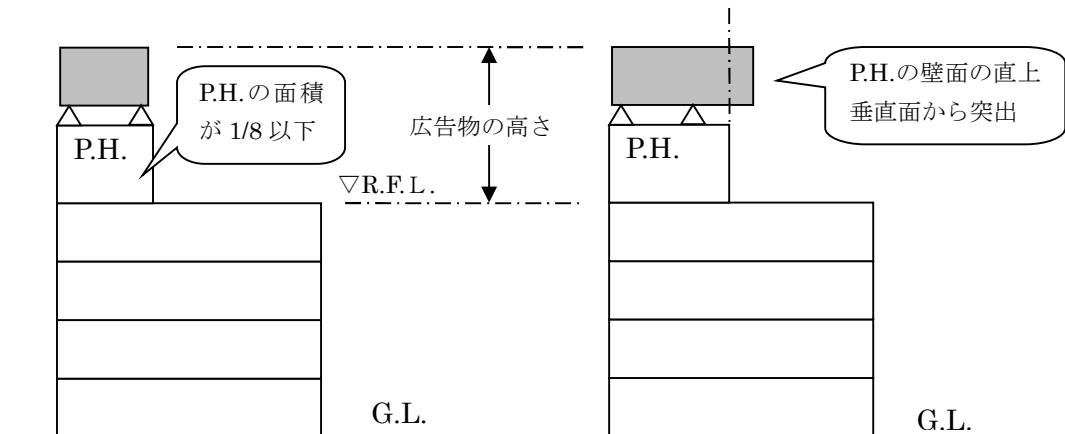 P.H.の面積
が 1/8 以下
P.H.
広告物の高さ
▽R.F.L.
G.L.
P.H.の壁面の直上
垂直面から突出
P.H.
G.L.